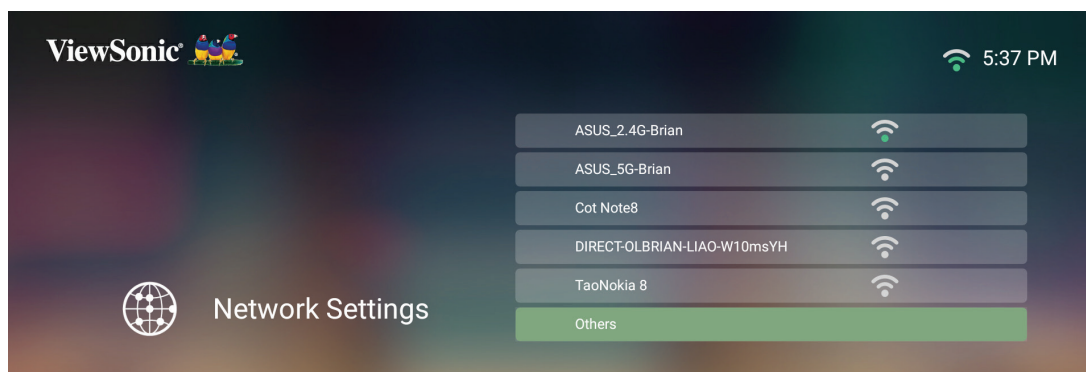 ViewSonic
5:37 PM
ASUS_2.4G-Brian
ASUS_5G-Brian
Cot Note8
DIRECT-OLBRIAN-LIAO-W10msYH
TaoNokia 8
Others
Network Settings